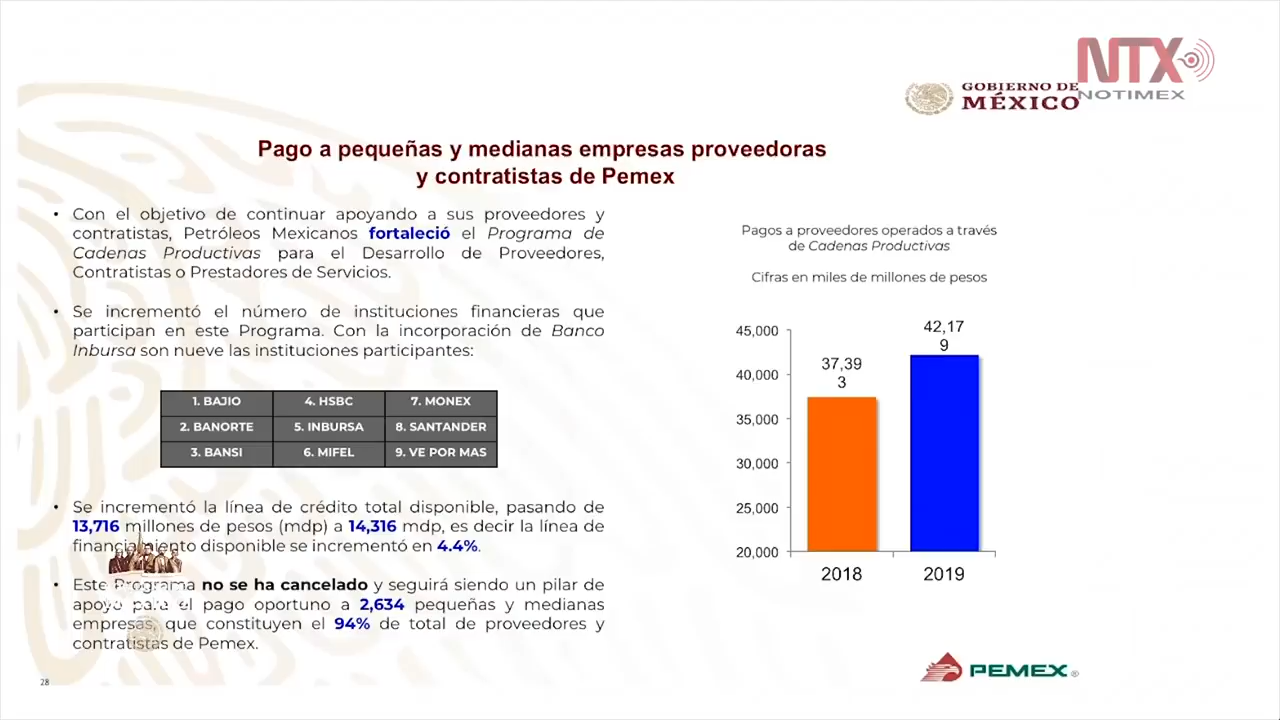 NTX
NOTIMEX
GOBIERNO DE
MÉXICO
Pago a pequeñas y medianas empresas proveedoras
y contratistas de Pemex
• Con el objetivo de continuar apoyando a sus proveedores y
contratistas, Petróleos Mexicanos fortaleció el Programa de
Cadenas Productivas para el Desarrollo de Proveedores,
Contratistas o Prestadores de Servicios.
• Se incrementó el número de instituciones financieras que
participan en este Programa. Con la incorporación de Banco
Inbursa son nueve las instituciones participantes:
1. BAJIO 4. HSBC 7. MONEX
2. BANORTE 5. INBURSA 8. SANTANDER
3. BANSI 6. MIFEL 9. VE POR MAS
• Se incrementó la línea de crédito total disponible, pasando de
13,716 millones de pesos (mdp) a 14,316 mdp, es decir la línea de
financiamiento disponible se incrementó en 4.4%.
• Este Programa no se ha cancelado y seguirá siendo un pilar de
apoyo para el pago oportuno a 2,634 pequeñas y medianas
empresas, que constituyen el 94% de total de proveedores y
contratistas de Pemex.
Pagos a proveedores operados a través
de Cadenas Productivas
Cifras en miles de millones de pesos
45,000
40,000
35,000
30,000
25,000
20,000
37,39
3
42,17
9
2018 2019
28
PEMEX ®